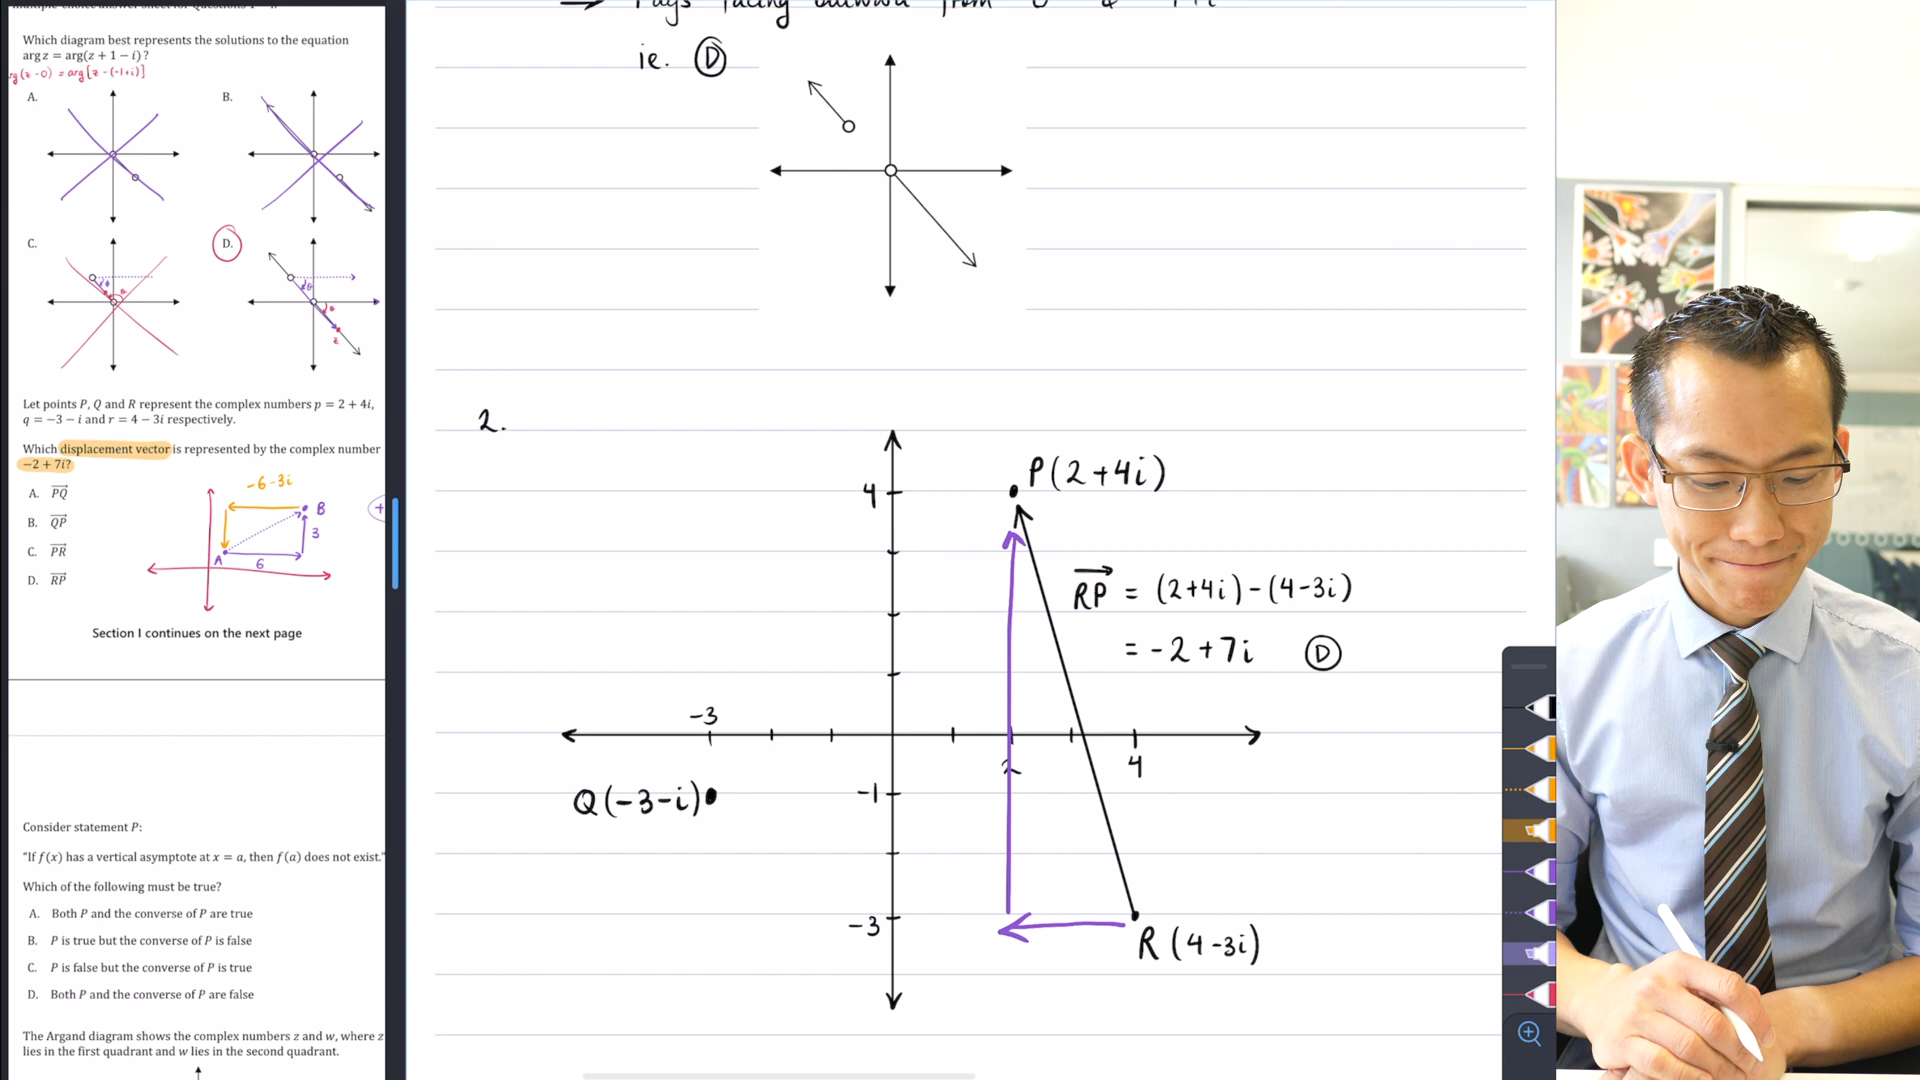 Which diagram best represents the solutions to the equation
arg z = arg(z + 1 − i)?
arg(z-0) = arg[z-(-1+i)]
A.
B.
C.
D.
θ
θ
z
Let points P, Q and R represent the complex numbers p = 2 + 4i,
q = −3 − i and r = 4 − 3i respectively.
Which displacement vector is represented by the complex number
−2 + 7i?
A. PQ
B. QP
C. PR
D. RP
-6-3i
B
3
A
6
+
Section I continues on the next page
Consider statement P:
"If f(x) has a vertical asymptote at x = a, then f(a) does not exist."
Which of the following must be true?
A. Both P and the converse of P are true
B. P is true but the converse of P is false
C. P is false but the converse of P is true
D. Both P and the converse of P are false
The Argand diagram shows the complex numbers z and w, where z
lies in the first quadrant and w lies in the second quadrant.
ie. D
2.
4
P(2+4i)
RP = (2+4i)-(4-3i)
= -2+7i D
-3
2
4
Q(-3-i)
-1
-3
R(4-3i)